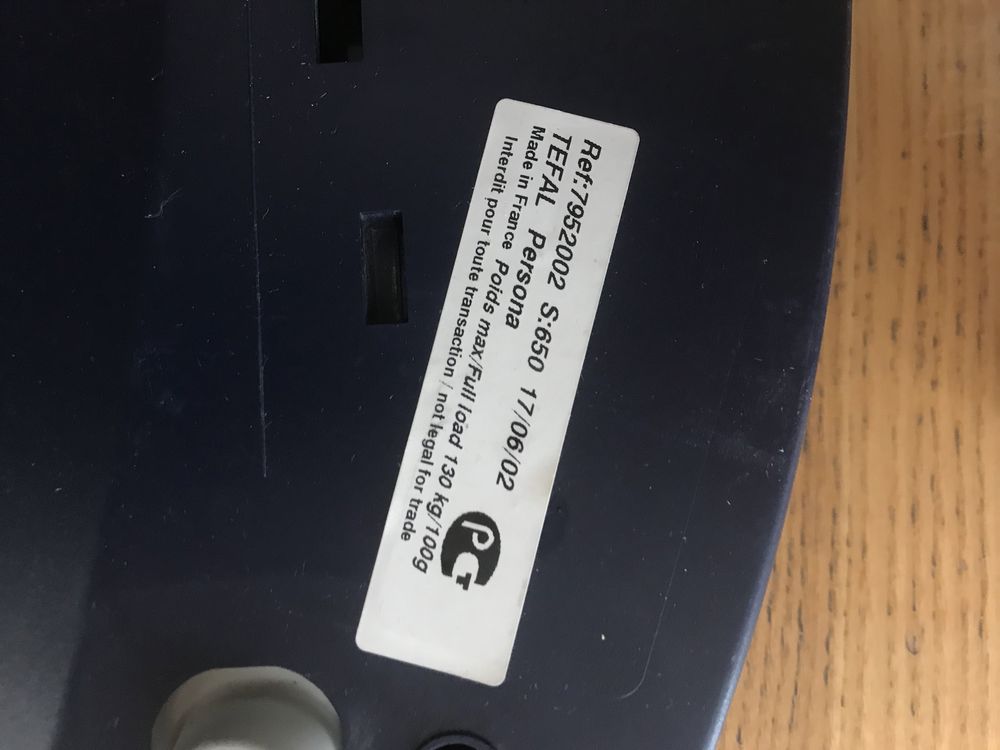 Ref:7952002 S:650 17/06/02
TEFAL Persona
Made in France Poids max/Full load 130 kg/100g
Interdit pour toute transaction / not legal for trade
PCT